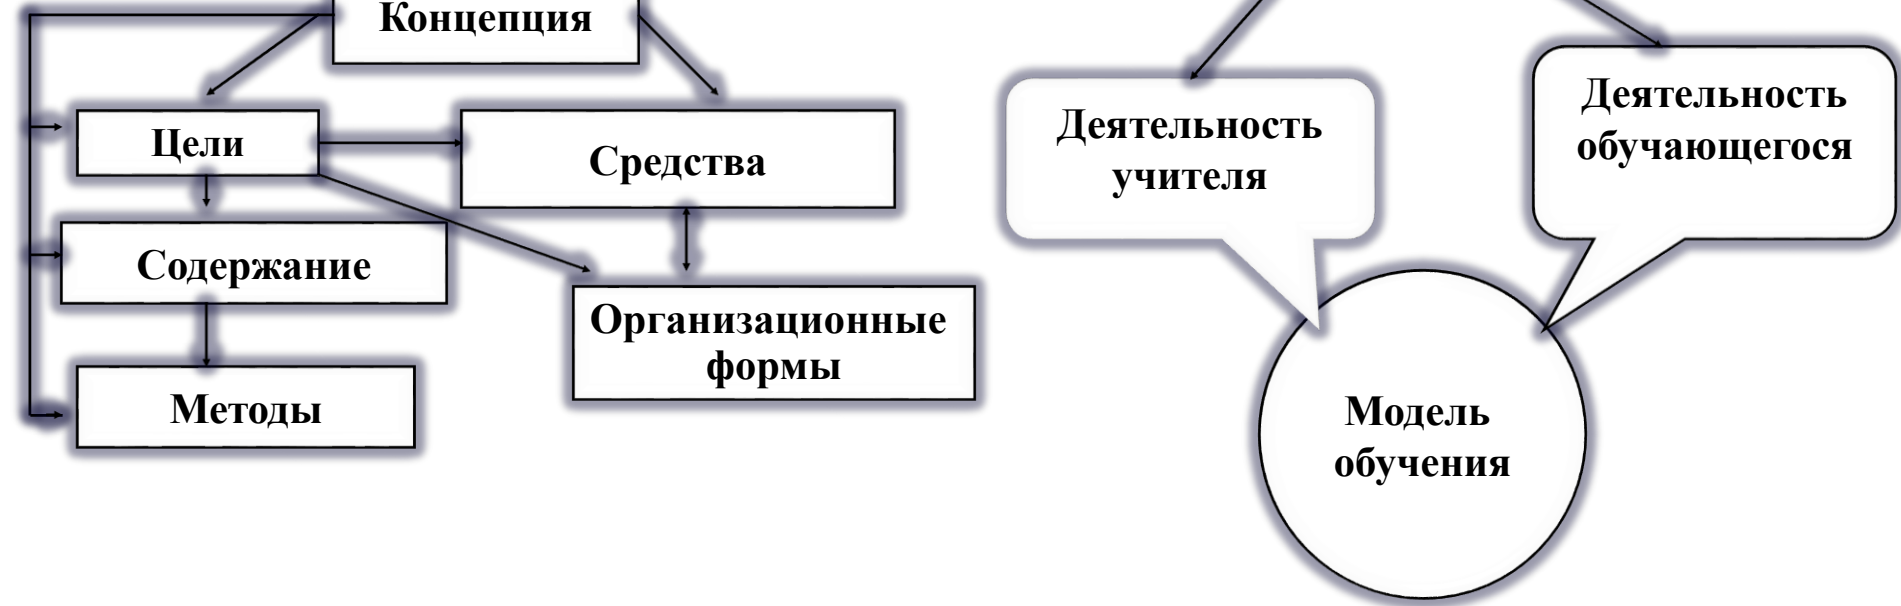 Концепция
Цели
Средства
Содержание
Организационные
формы
Методы
Деятельность
учителя
Деятельность
обучающегося
Модель
обучения